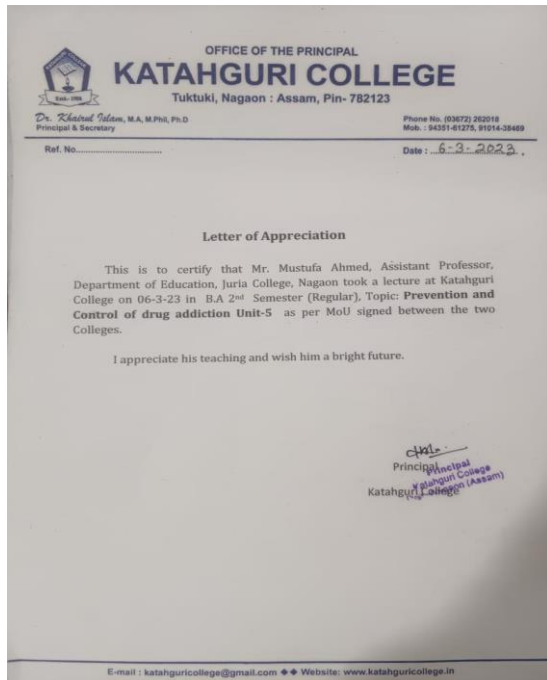 OFFICE OF THE PRINCIPAL
KATAHGURI COLLEGE
Tuktuki, Nagaon : Assam, Pin- 782123
Estd.- 1988
Dr. Khairul Islam, M.A, M.Phil, Ph.D
Principal & Secretary
Phone No. (03672) 262018
Mob. : 94351-61275, 91014-38469
Ref. No..............................
Date : 6-3-2023.
Letter of Appreciation
This is to certify that Mr. Mustufa Ahmed, Assistant Professor,
Department of Education, Juria College, Nagaon took a lecture at Katahguri
College on 06-3-23 in B.A 2nd Semester (Regular), Topic: Prevention and
Control of drug addiction Unit-5 as per MoU signed between the two
Colleges.
I appreciate his teaching and wish him a bright future.
Principal
Katahguri College
Principal
Katahguri College
(Assam)
E-mail : katahguricollege@gmail.com ◆◆ Website: www.katahguricollege.in